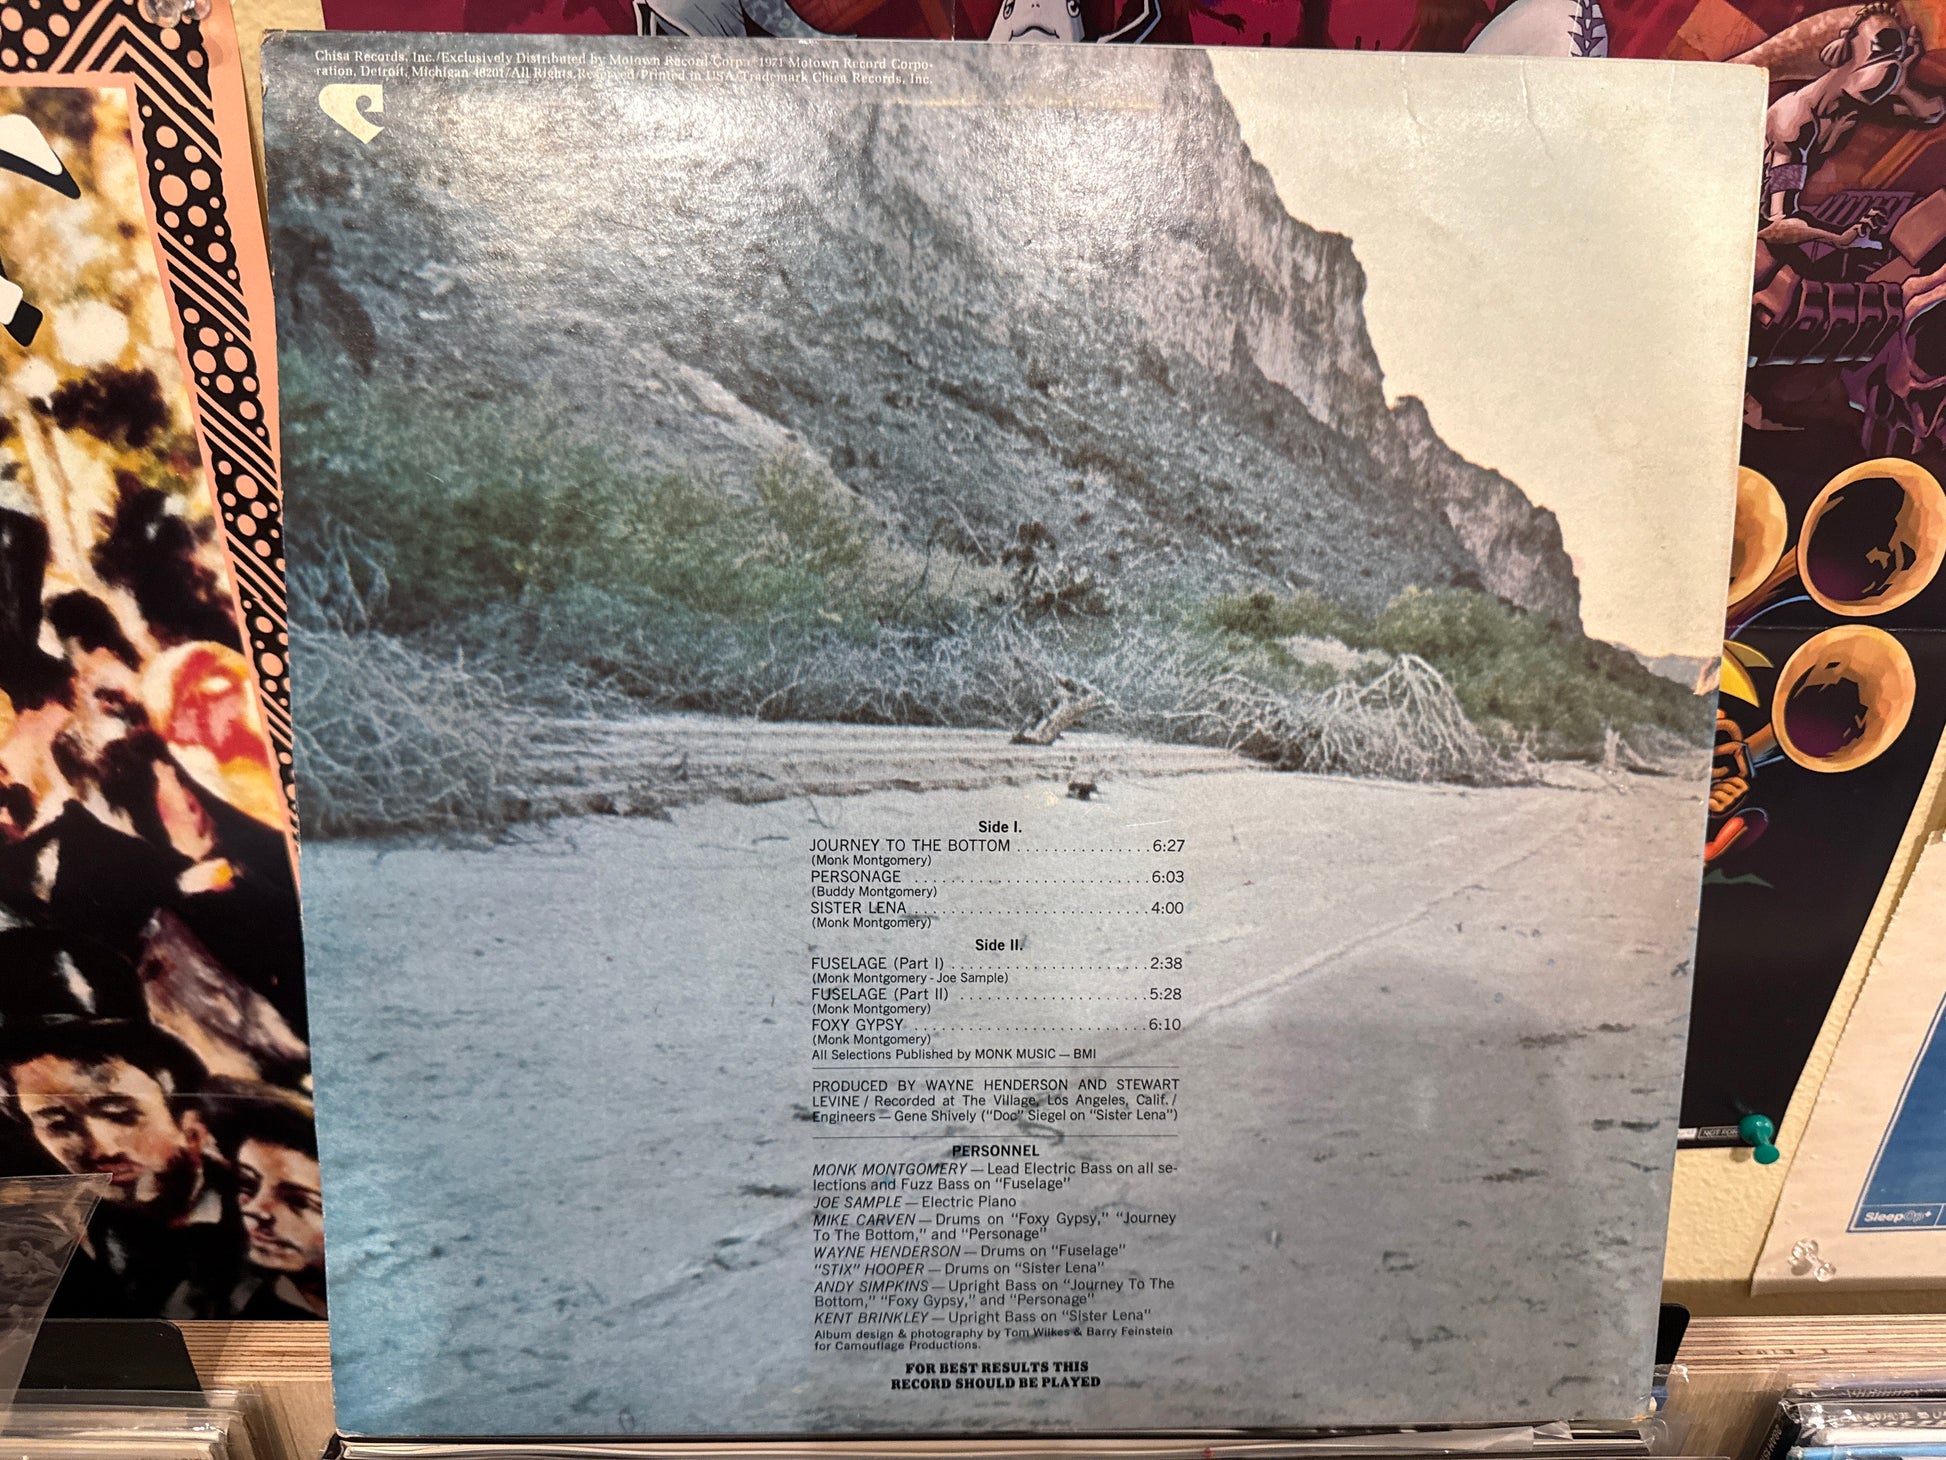 Chisa Records, Inc./Exclusively Distributed by Motown Record Corp. 1971 Motown Record Corpo-
ration, Detroit, Michigan 48201/All Rights Reserved/Printed in USA/Trademark Chisa Records, Inc.
Side I.
JOURNEY TO THE BOTTOM ............... 6:27
(Monk Montgomery)
PERSONAGE .......................... 6:03
(Buddy Montgomery)
SISTER LENA .......................... 4:00
(Monk Montgomery)
Side II.
FUSELAGE (Part I) ...................... 2:38
(Monk Montgomery - Joe Sample)
FUSELAGE (Part II) ..................... 5:28
(Monk Montgomery)
FOXY GYPSY .......................... 6:10
(Monk Montgomery)
All Selections Published by MONK MUSIC — BMI
PRODUCED BY WAYNE HENDERSON AND STEWART
LEVINE / Recorded at The Village, Los Angeles, Calif. /
Engineers — Gene Shively ("Doc" Siegel on "Sister Lena")
PERSONNEL
MONK MONTGOMERY — Lead Electric Bass on all se-
lections and Fuzz Bass on "Fuselage"
JOE SAMPLE — Electric Piano
MIKE CARVEN — Drums on "Foxy Gypsy," "Journey
To The Bottom," and "Personage"
WAYNE HENDERSON — Drums on "Fuselage"
"STIX" HOOPER — Drums on "Sister Lena"
ANDY SIMPKINS — Upright Bass on "Journey To The
Bottom," "Foxy Gypsy," and "Personage"
KENT BRINKLEY — Upright Bass on "Sister Lena"
Album design & photography by Tom Wilkes & Barry Feinstein
for Camouflage Productions.
FOR BEST RESULTS THIS
RECORD SHOULD BE PLAYED
SleepOp+